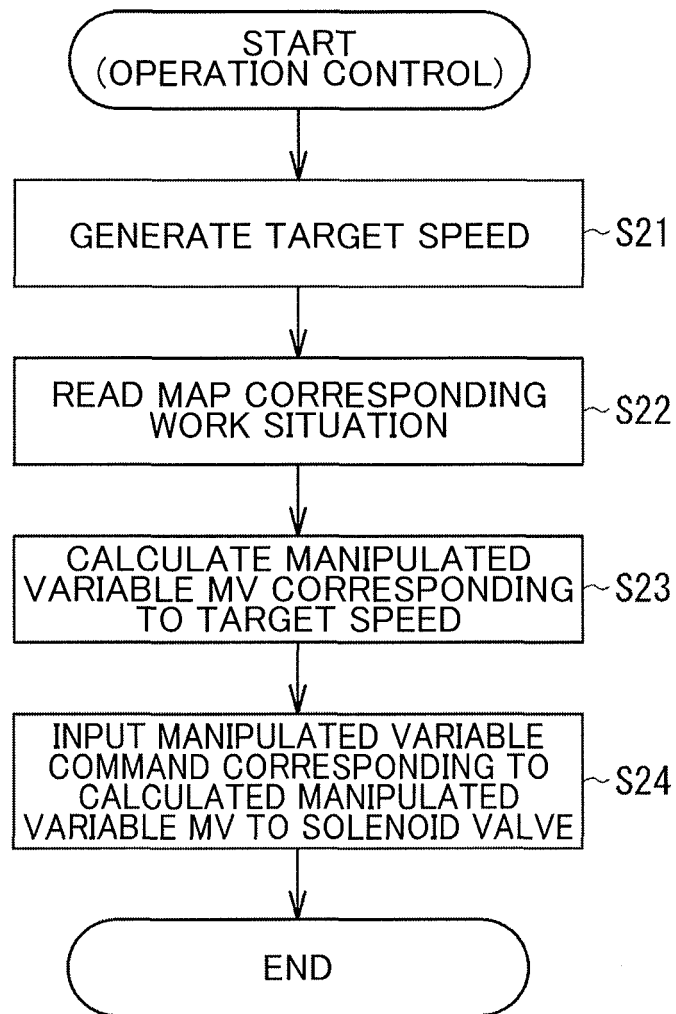 START
(OPERATION CONTROL)
GENERATE TARGET SPEED
S21
READ MAP CORRESPONDING
WORK SITUATION
S22
CALCULATE MANIPULATED
VARIABLE MV CORRESPONDING
TO TARGET SPEED
S23
INPUT MANIPULATED VARIABLE
COMMAND CORRESPONDING TO
CALCULATED MANIPULATED
VARIABLE MV TO SOLENOID VALVE
S24
END